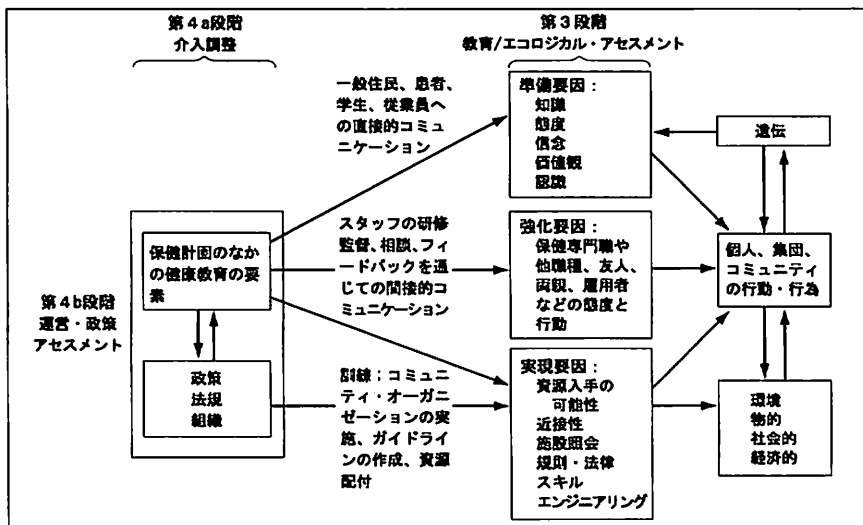 第4a段階
介入調整
第3段階
教育/エコロジカル・アセスメント
一般住民、患者、
学生、従業員へ
の直接的コミュ
ニケーション
準備要因：
知識
態度
信念
価値観
認識
遺伝
第4b段階
運営・政策
アセスメント
保健計画のなか
の健康教育の要
素
スタッフの研修
監督、相談、フィ
ードバックを通
じての間接的コ
ミュニケーション
強化要因：
保健専門職や
他職種、友人、
両親、雇用者
などの態度と
行動
個人、集団、
コミュニティ
の行動・行為
政策
法規
組織
訓練；コミュニ
ティ・オーガニ
ゼーションの実
施、ガイドライ
ンの作成、資源
配付
実現要因：
資源入手の
可能性
近接性
施設照会
規則・法律
スキル
エンジニアリング
環境
物的
社会的
経済的